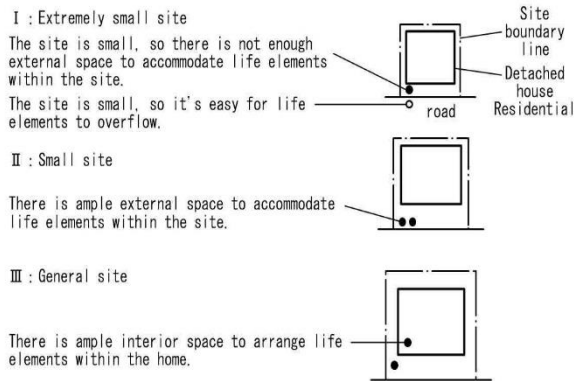 Ⅰ : Extremely small site
The site is small, so there is not enough
external space to accommodate life elements
within the site.
The site is small, so it's easy for life
elements to overflow.
Site
boundary
line
Detached
house
Residential
road
Ⅱ : Small site
There is ample external space to accommodate
life elements within the site.
Ⅲ : General site
There is ample interior space to arrange life
elements within the home.